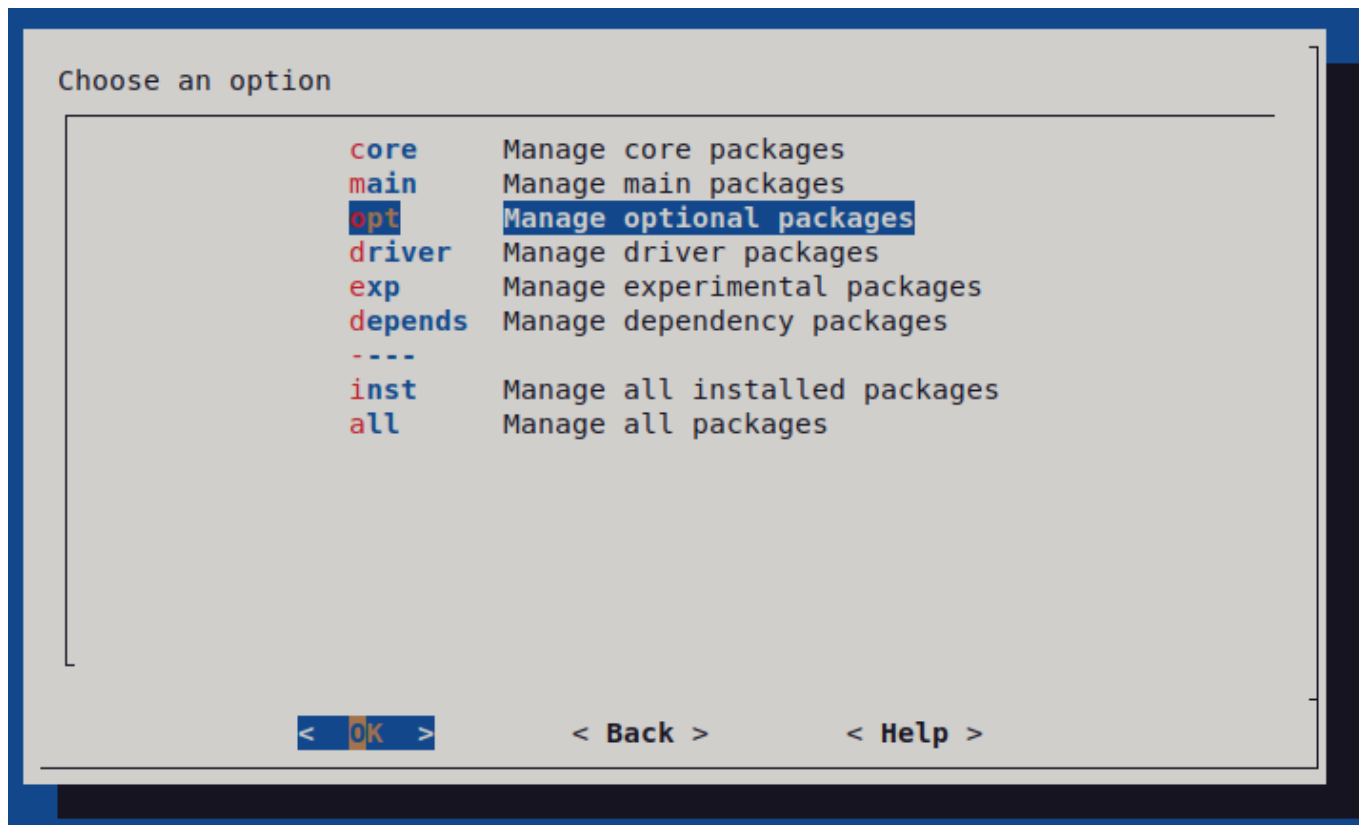 Choose an option
core Manage core packages
main Manage main packages
opt Manage optional packages
driver Manage driver packages
exp Manage experimental packages
depends Manage dependency packages
----
inst Manage all installed packages
all Manage all packages
< OK > < Back > < Help >